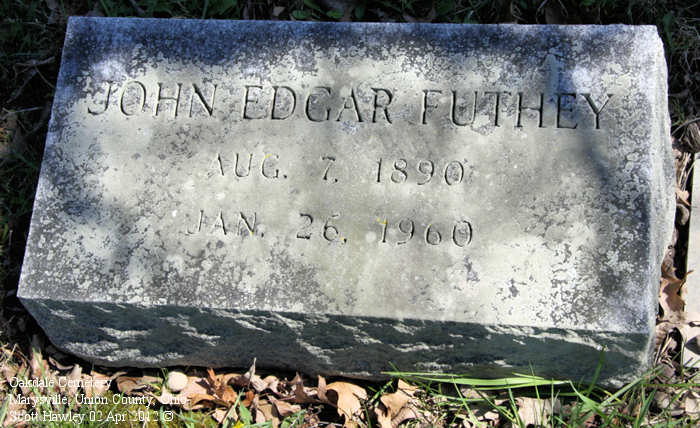 JOHN EDGAR FUTHEY
AUG. 7, 1890
JAN. 26, 1960
Oakdale Cemetery
Marysville, Union County, Ohio
Scott Hawley 02 Apr 2012 ©